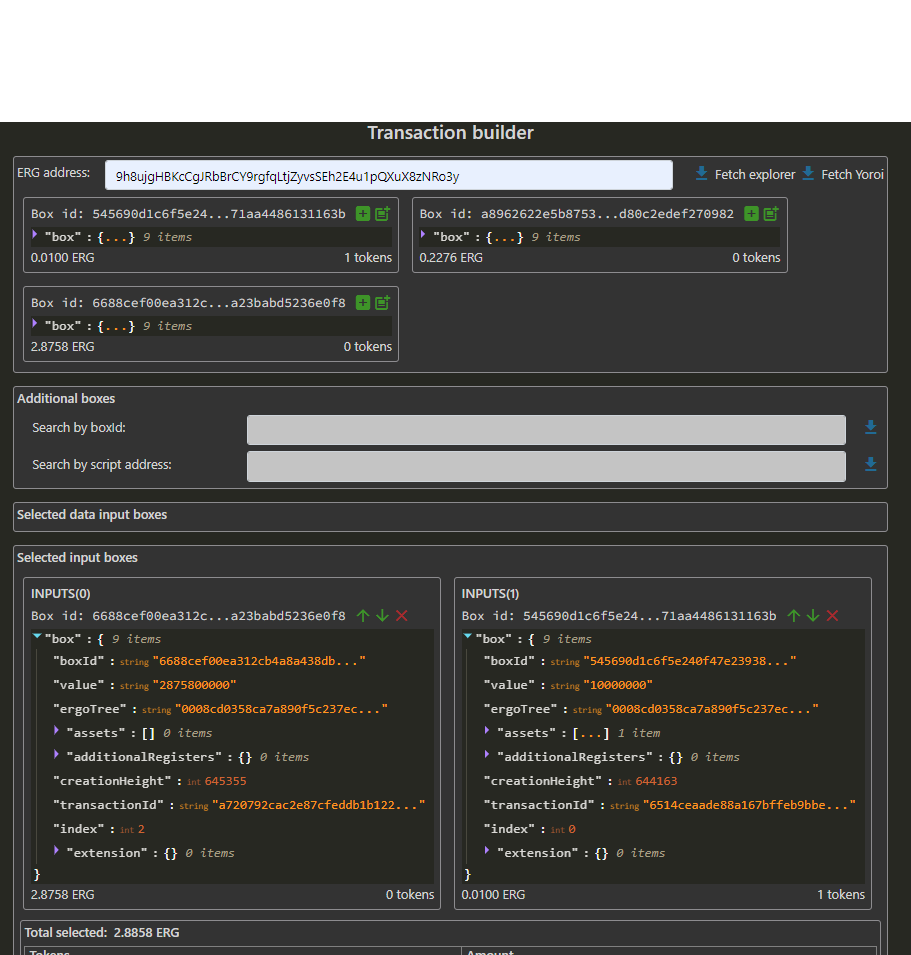 Transaction builder
ERG address: 9h8ujgHBKcCgJRbBrCY9rgfqLtjZyvsSEh2E4u1pQXuX8zNRo3y Fetch explorer Fetch Yoroi
Box id: 545690d1c6f5e24...71aa4486131163b
"box" : {...} 9 items
0.0100 ERG 1 tokens
Box id: a8962622e5b8753...d80c2edef270982
"box" : {...} 9 items
0.2276 ERG 0 tokens
Box id: 6688cef00ea312c...a23babd5236e0f8
"box" : {...} 9 items
2.8758 ERG 0 tokens
Additional boxes
Search by boxId:
Search by script address:
Selected data input boxes
Selected input boxes
INPUTS(0)
Box id: 6688cef00ea312c...a23babd5236e0f8
"box" : { 9 items
"boxId" : string "6688cef00ea312cb4a8a438db..."
"value" : string "2875800000"
"ergoTree" : string "0008cd0358ca7a890f5c237ec..."
"assets" : [] 0 items
"additionalRegisters" : {} 0 items
"creationHeight" : int 645355
"transactionId" : string "a720792cac2e87cfeddb1b122..."
"index" : int 2
"extension" : {} 0 items
}
2.8758 ERG 0 tokens
INPUTS(1)
Box id: 545690d1c6f5e24...71aa4486131163b
"box" : { 9 items
"boxId" : string "545690d1c6f5e240f47e23938..."
"value" : string "10000000"
"ergoTree" : string "0008cd0358ca7a890f5c237ec..."
"assets" : [...] 1 item
"additionalRegisters" : {} 0 items
"creationHeight" : int 644163
"transactionId" : string "6514ceaade88a167bffeb9bbe..."
"index" : int 0
"extension" : {} 0 items
}
0.0100 ERG 1 tokens
Total selected: 2.8858 ERG
Tokens Amount